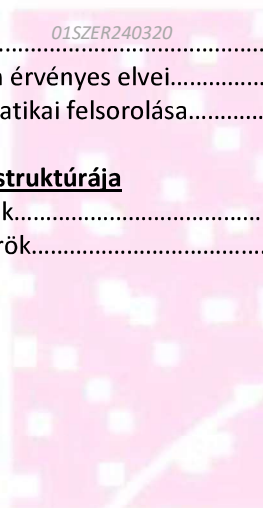 01SZER240320
..................................................
érvényes elvei..................
atikai felsorolása..............
struktúrája
k..............................................
rök..........................................